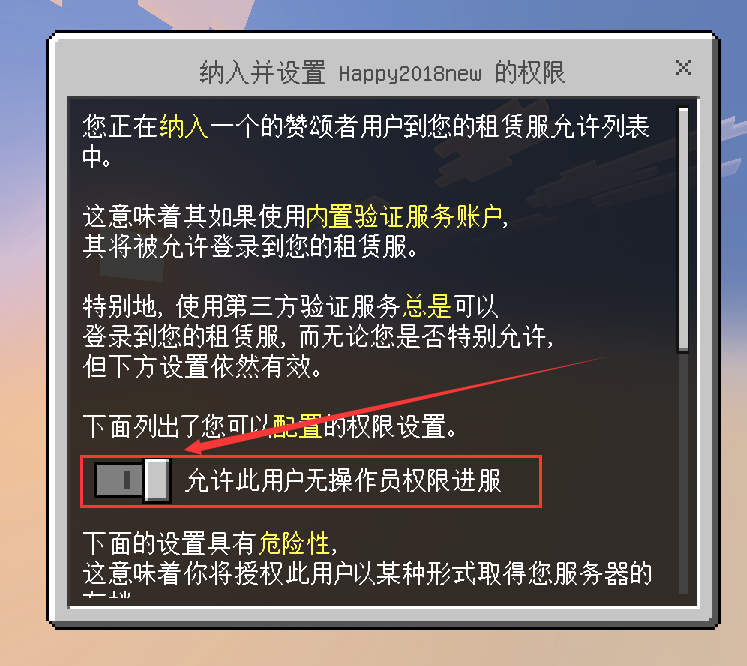 纳入并设置 Happy2018new 的权限
您正在纳入一个的赞颂者用户到您的租赁服允许列表
中。
这意味着其如果使用内置验证服务账户,
其将被允许登录到您的租赁服。
特别地, 使用第三方验证服务总是可以
登录到您的租赁服, 而无论您是否特别允许,
但下方设置依然有效。
下面列出了您可以配置的权限设置。
允许此用户无操作员权限进服
下面的设置具有危险性,
这意味着你将授权此用户以某种形式取得您服务器的